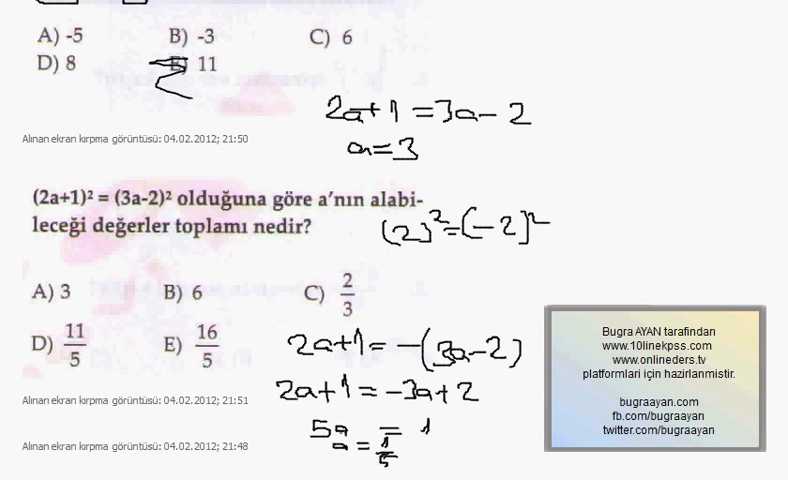 A) -5 B) -3 C) 6
D) 8 E) 11
2a+1 = 3a-2
a=3
Alınan ekran kırpma görüntüsü: 04.02.2012; 21:50
(2a+1)² = (3a-2)² olduğuna göre a'nın alabi-
leceği değerler toplamı nedir?
(2)²=(-2)²
A) 3 B) 6 C) 2/3
D) 11/5 E) 16/5
2a+1 = -(3a-2)
2a+1 = -3a+2
5a = 1
a = 1/5
Alınan ekran kırpma görüntüsü: 04.02.2012; 21:51
Alınan ekran kırpma görüntüsü: 04.02.2012; 21:48
Bugra AYAN tarafindan
www.10linekpss.com
www.onlineders.tv
platformlari için hazirlanmistir.
bugraayan.com
fb.com/bugraayan
twitter.com/bugraayan